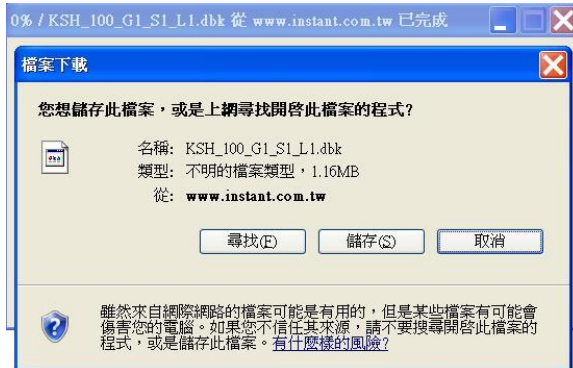 0% / KSH_100_G1_S1_L1.dbk 從 www.instant.com.tw 已完成
檔案下載
您想儲存此檔案，或是上網尋找開啓此檔案的程式？
名稱: KSH_100_G1_S1_L1.dbk
類型: 不明的檔案類型，1.16MB
從: www.instant.com.tw
尋找(F) 儲存(S) 取消
雖然來自網際網路的檔案可能是有用的，但是某些檔案有可能會
傷害您的電腦。如果您不信任其來源，請不要搜尋開啓此檔案的
程式，或是儲存此檔案。有什麼樣的風險?